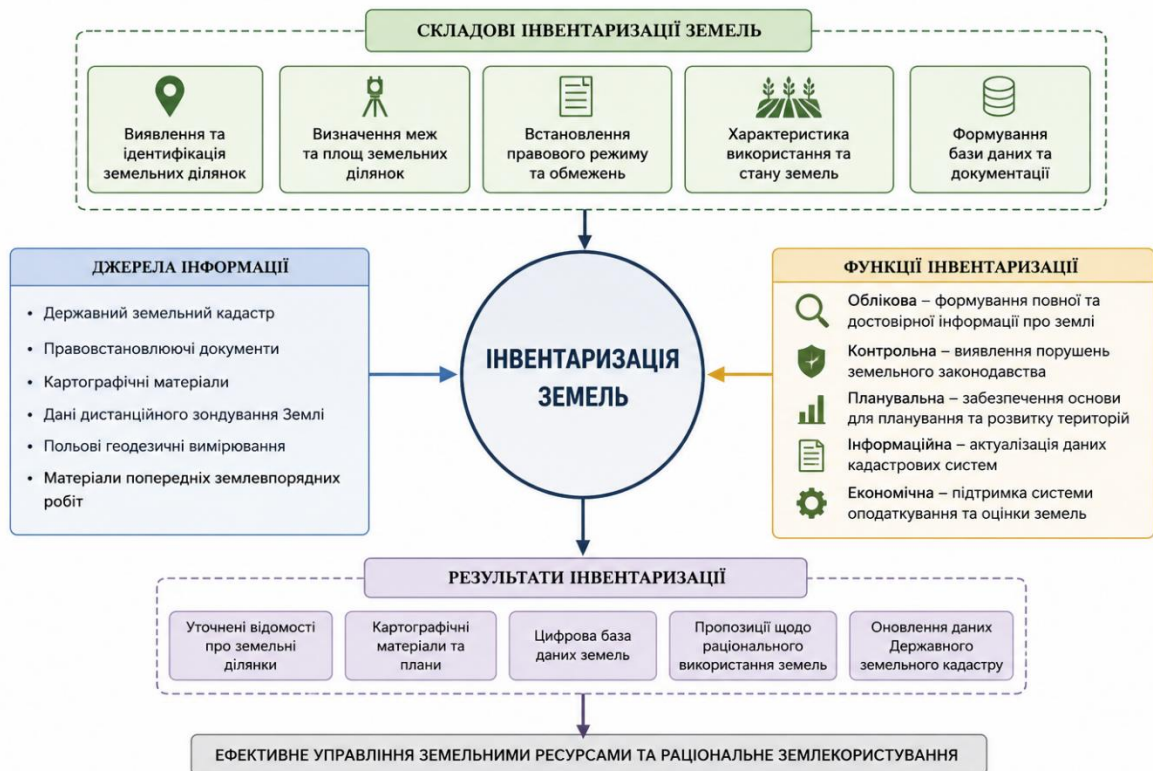 СКЛАДОВІ ІНВЕНТАРИЗАЦІЇ ЗЕМЕЛЬ
Виявлення та
ідентифікація
земельних ділянок
Визначення меж
та площ земельних
ділянок
Встановлення
правового режиму
та обмежень
Характеристика
використання та
стану земель
Формування
бази даних та
документації
ДЖЕРЕЛА ІНФОРМАЦІЇ
• Державний земельний кадастр
• Правовстановлюючі документи
• Картографічні матеріали
• Дані дистанційного зондування Землі
• Польові геодезичні вимірювання
• Матеріали попередніх землевпорядних
робіт
ІНВЕНТАРИЗАЦІЯ
ЗЕМЕЛЬ
ФУНКЦІЇ ІНВЕНТАРИЗАЦІЇ
Облікова – формування повної та
достовірної інформації про землі
Контрольна – виявлення порушень
земельного законодавства
Планувальна – забезпечення основи
для планування та розвитку територій
Інформаційна – актуалізація даних
кадастрових систем
Економічна – підтримка системи
оподаткування та оцінки земель
РЕЗУЛЬТАТИ ІНВЕНТАРИЗАЦІЇ
Уточнені відомості
про земельні
ділянки
Картографічні
матеріали та
плани
Цифрова база
даних земель
Пропозиції щодо
раціонального
використання земель
Оновлення даних
Державного
земельного кадастру
ЕФЕКТИВНЕ УПРАВЛІННЯ ЗЕМЕЛЬНИМИ РЕСУРСАМИ ТА РАЦІОНАЛЬНЕ ЗЕМЛЕКОРИСТУВАННЯ